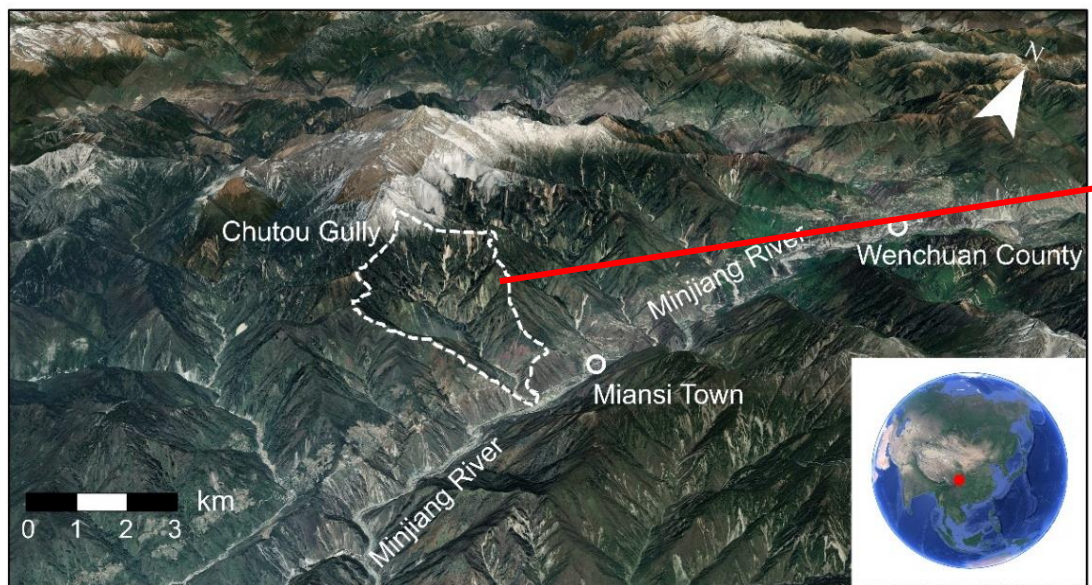 N
Chutou Gully
Minjiang River
Wenchuan County
Miansi Town
Minjiang River
km
0 1 2 3